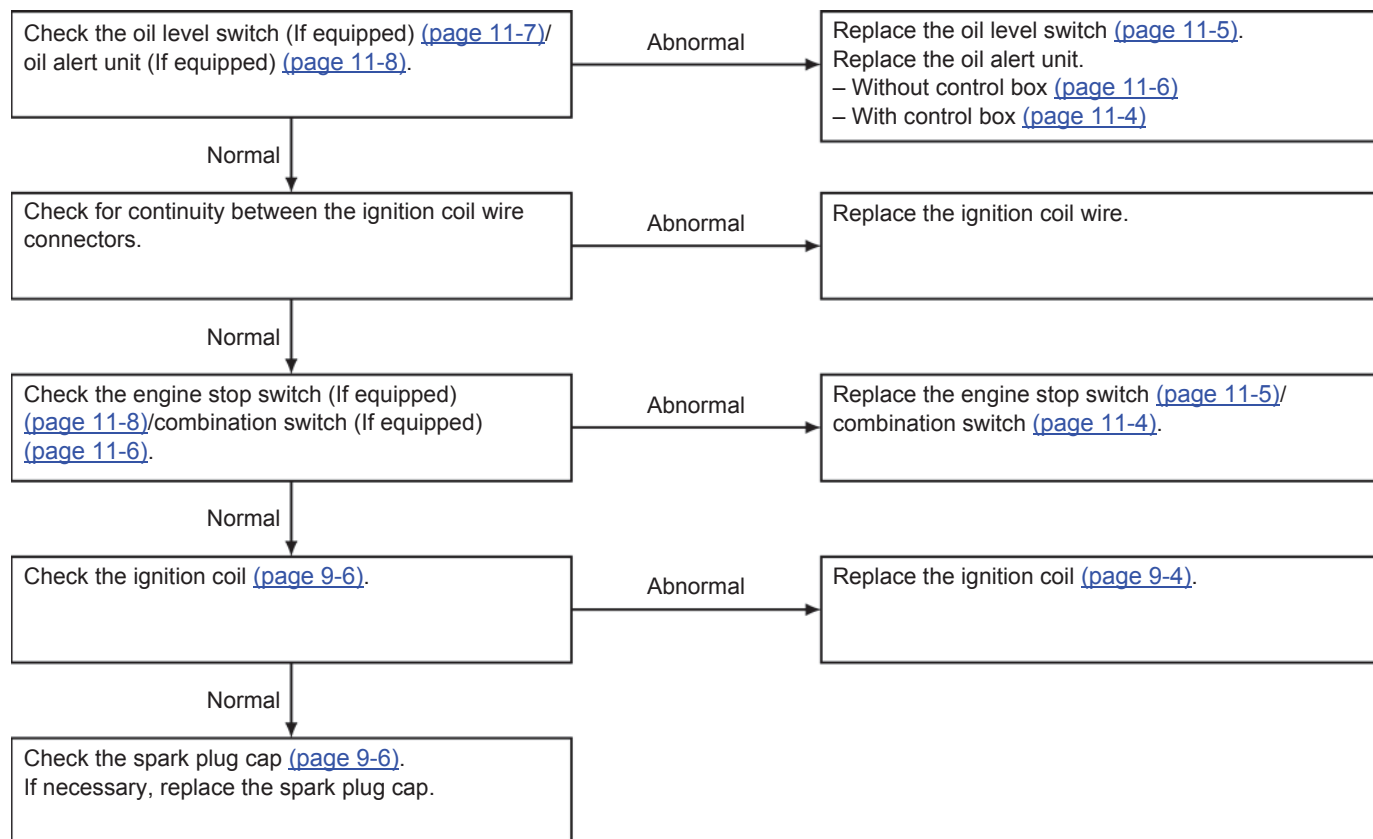 Check the oil level switch (If equipped) (page 11-7)/
oil alert unit (If equipped) (page 11-8).
Abnormal
Replace the oil level switch (page 11-5).
Replace the oil alert unit.
– Without control box (page 11-6)
– With control box (page 11-4)
Normal
Check for continuity between the ignition coil wire
connectors.
Abnormal
Replace the ignition coil wire.
Normal
Check the engine stop switch (If equipped)
(page 11-8)/combination switch (If equipped)
(page 11-6).
Abnormal
Replace the engine stop switch (page 11-5)/
combination switch (page 11-4).
Normal
Check the ignition coil (page 9-6).
Abnormal
Replace the ignition coil (page 9-4).
Normal
Check the spark plug cap (page 9-6).
If necessary, replace the spark plug cap.